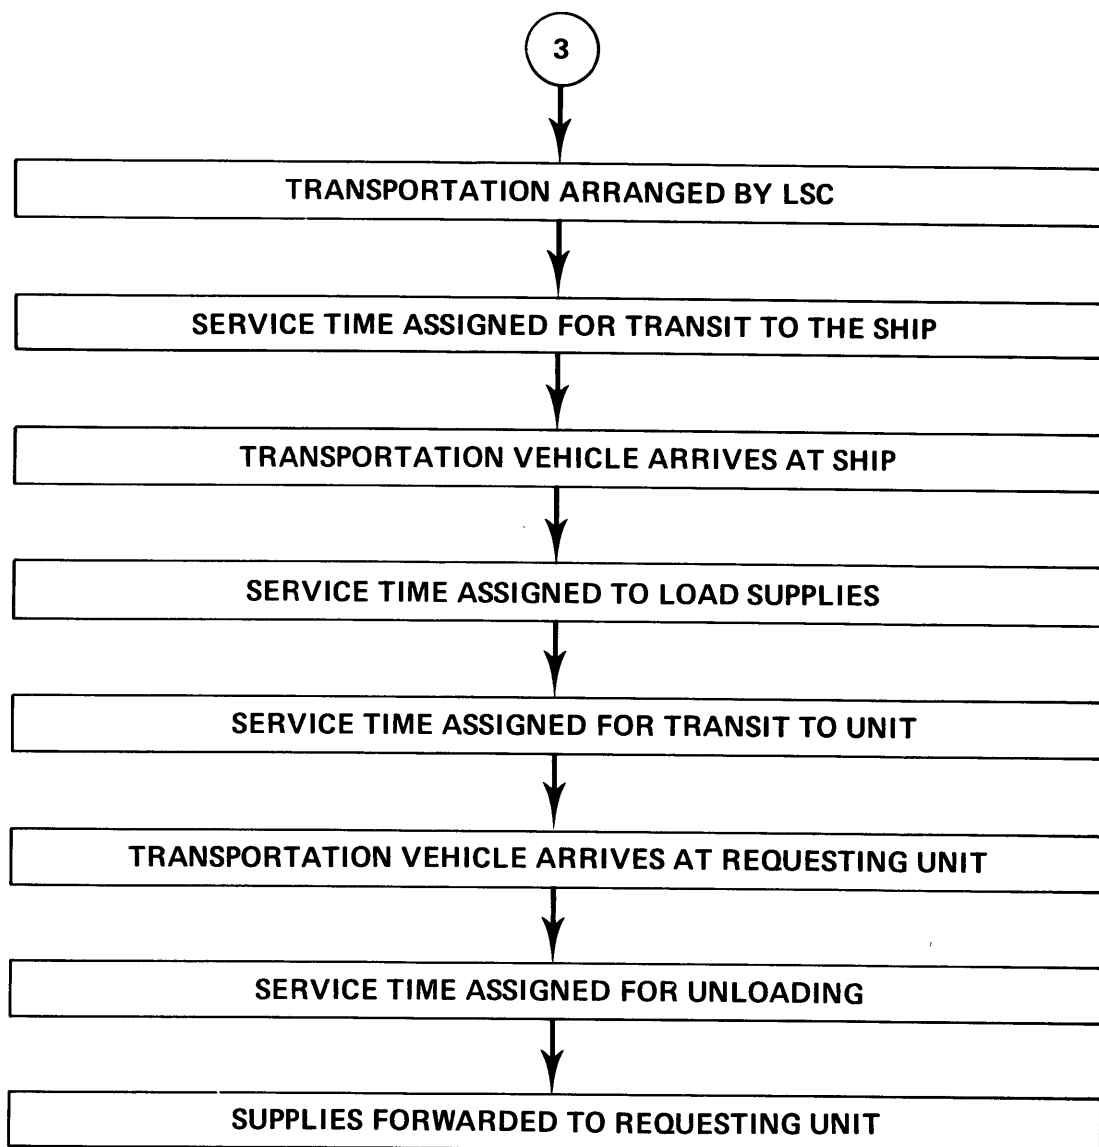 3
TRANSPORTATION ARRANGED BY LSC
SERVICE TIME ASSIGNED FOR TRANSIT TO THE SHIP
TRANSPORTATION VEHICLE ARRIVES AT SHIP
SERVICE TIME ASSIGNED TO LOAD SUPPLIES
SERVICE TIME ASSIGNED FOR TRANSIT TO UNIT
TRANSPORTATION VEHICLE ARRIVES AT REQUESTING UNIT
SERVICE TIME ASSIGNED FOR UNLOADING
SUPPLIES FORWARDED TO REQUESTING UNIT